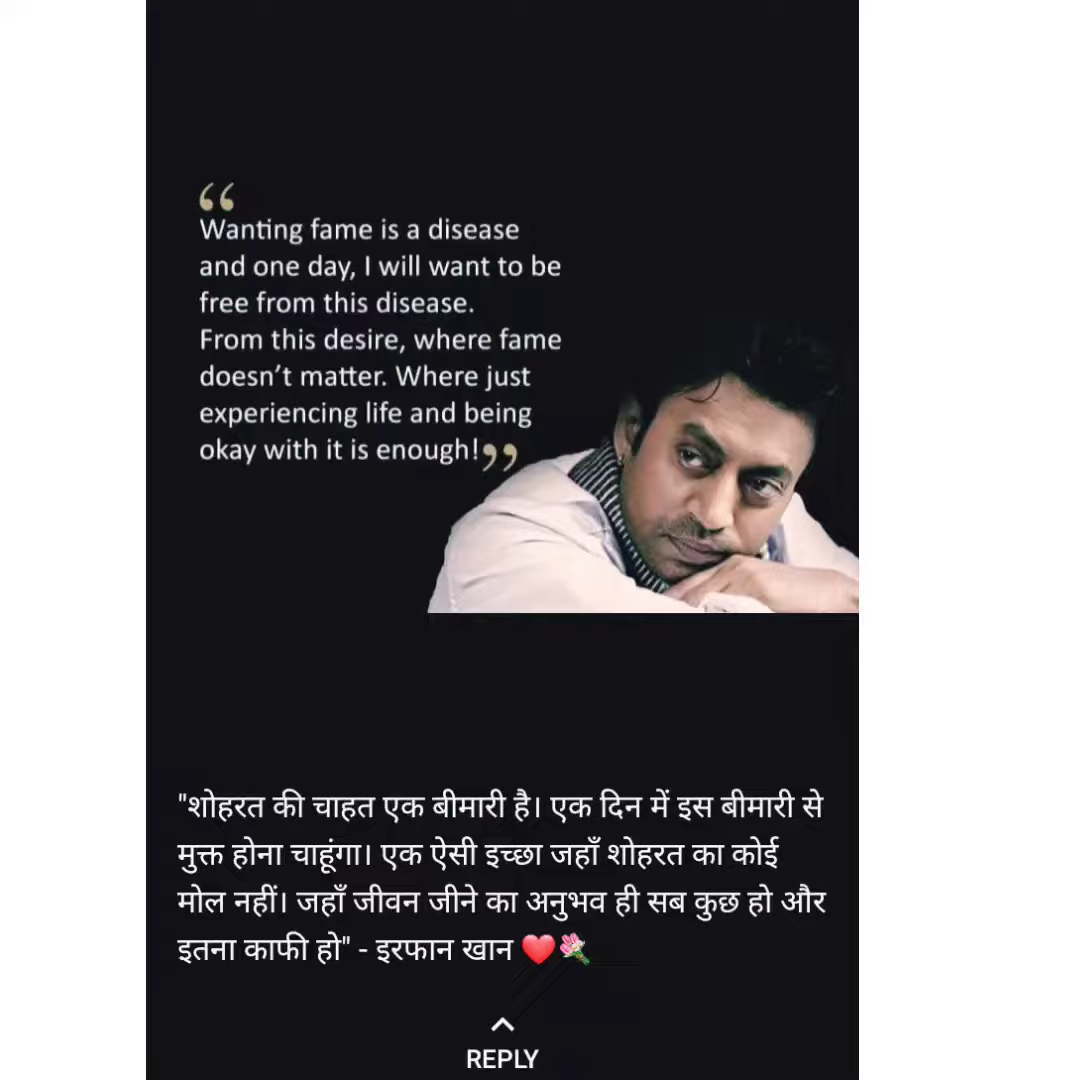 “
Wanting fame is a disease
and one day, I will want to be
free from this disease.
From this desire, where fame
doesn’t matter. Where just
experiencing life and being
okay with it is enough!”
"शोहरत की चाहत एक बीमारी है। एक दिन में इस बीमारी से
मुक्त होना चाहूंगा। एक ऐसी इच्छा जहाँ शोहरत का कोई
मोल नहीं। जहाँ जीवन जीने का अनुभव ही सब कुछ हो और
इतना काफी हो" - इरफान खान ❤️💐
REPLY